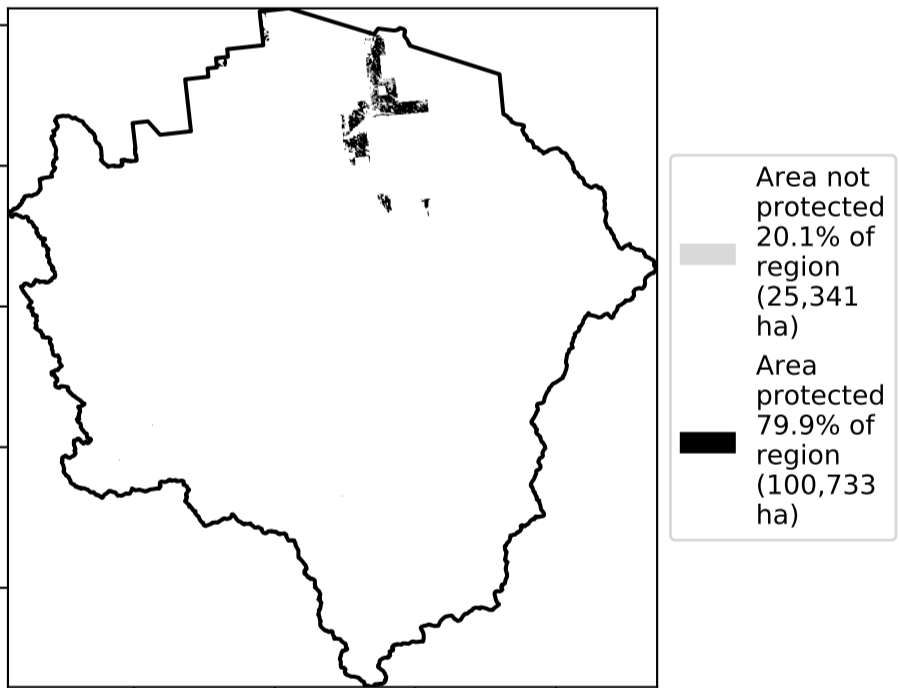 Area not
protected
20.1% of
region
(25,341
ha)
Area
protected
79.9% of
region
(100,733
ha)